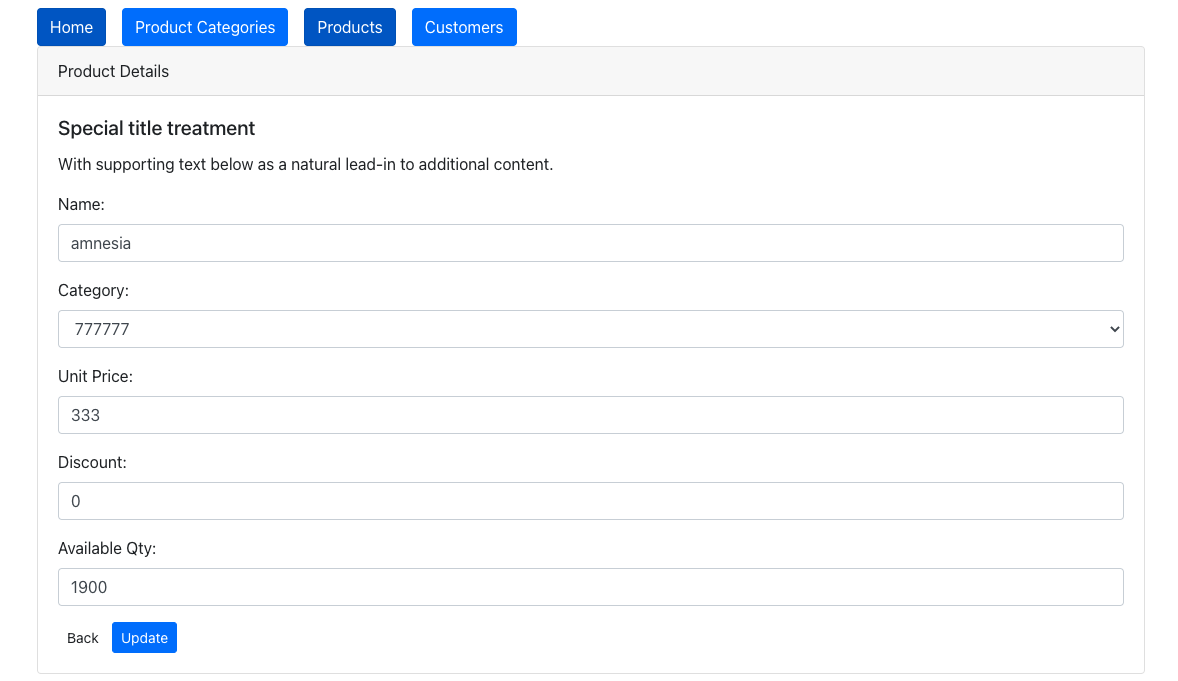 Home Product Categories Products Customers
Product Details
Special title treatment
With supporting text below as a natural lead-in to additional content.
Name:
amnesia
Category:
777777
Unit Price:
333
Discount:
0
Available Qty:
1900
Back Update